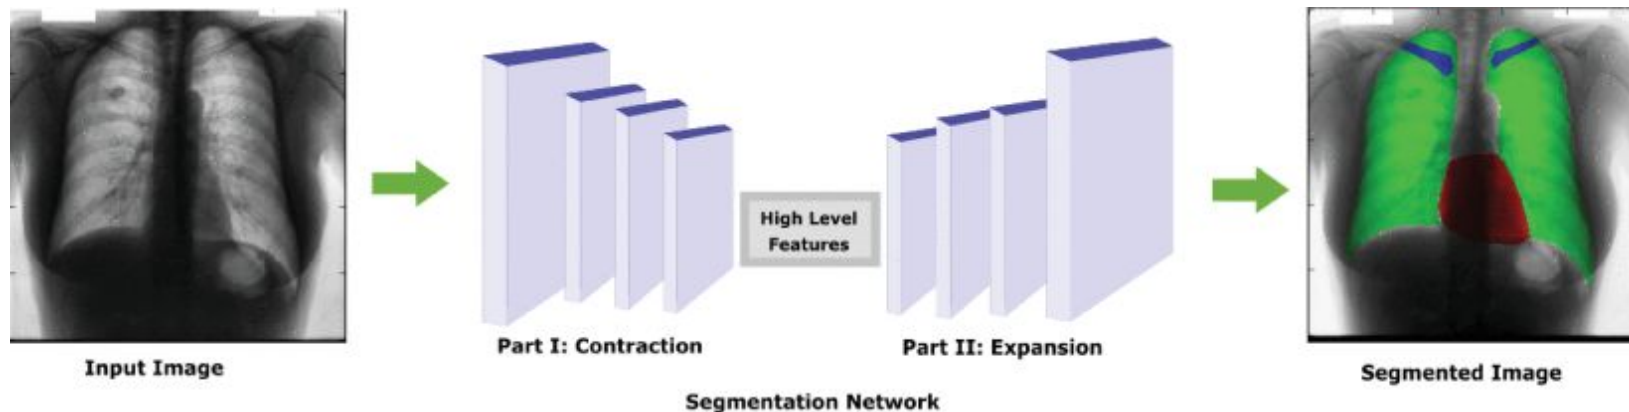 High Level
Features
Part I: Contraction
Part II: Expansion
Input Image
Segmented Image
Segmentation Network